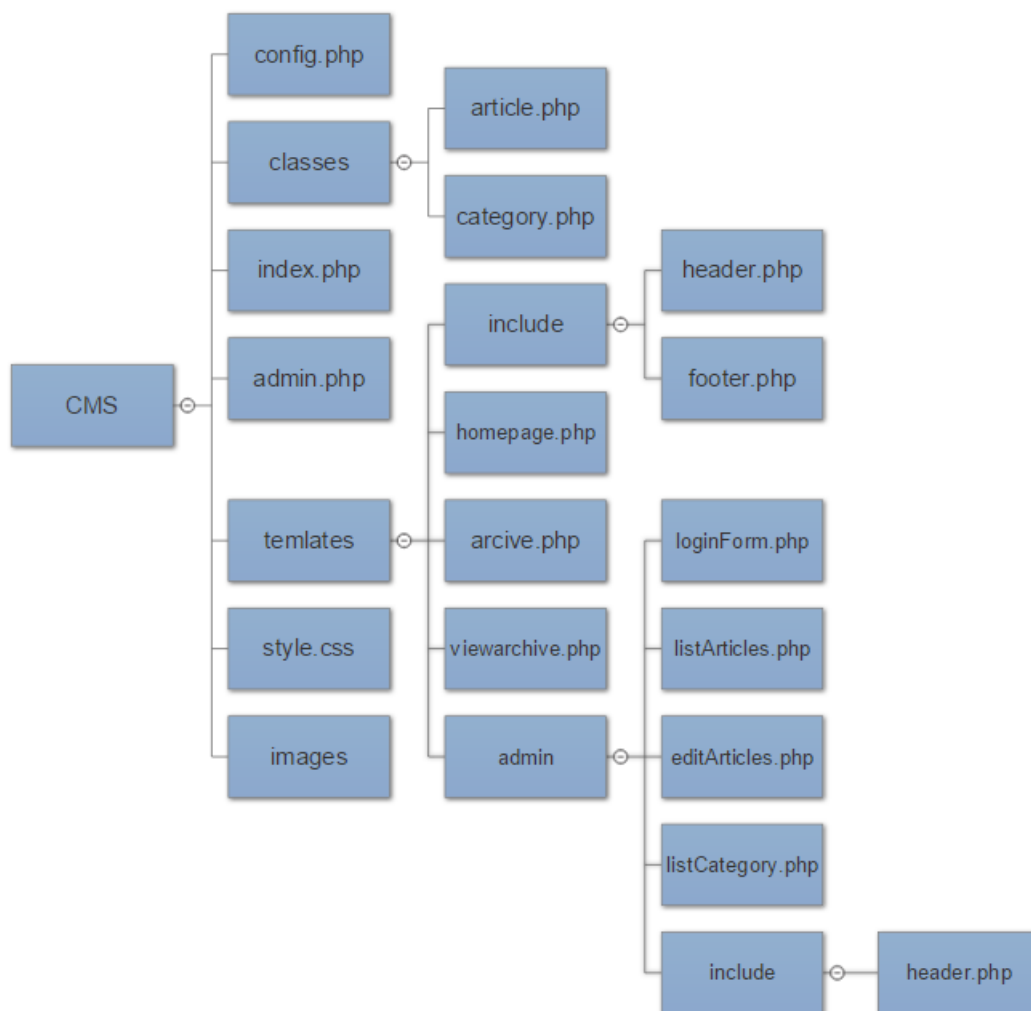 config.php
article.php
classes
category.php
index.php
header.php
include
admin.php
footer.php
CMS
homepage.php
temlates
arcive.php
loginForm.php
style.css
viewarchive.php
listArticles.php
images
admin
editArticles.php
listCategory.php
include
header.php